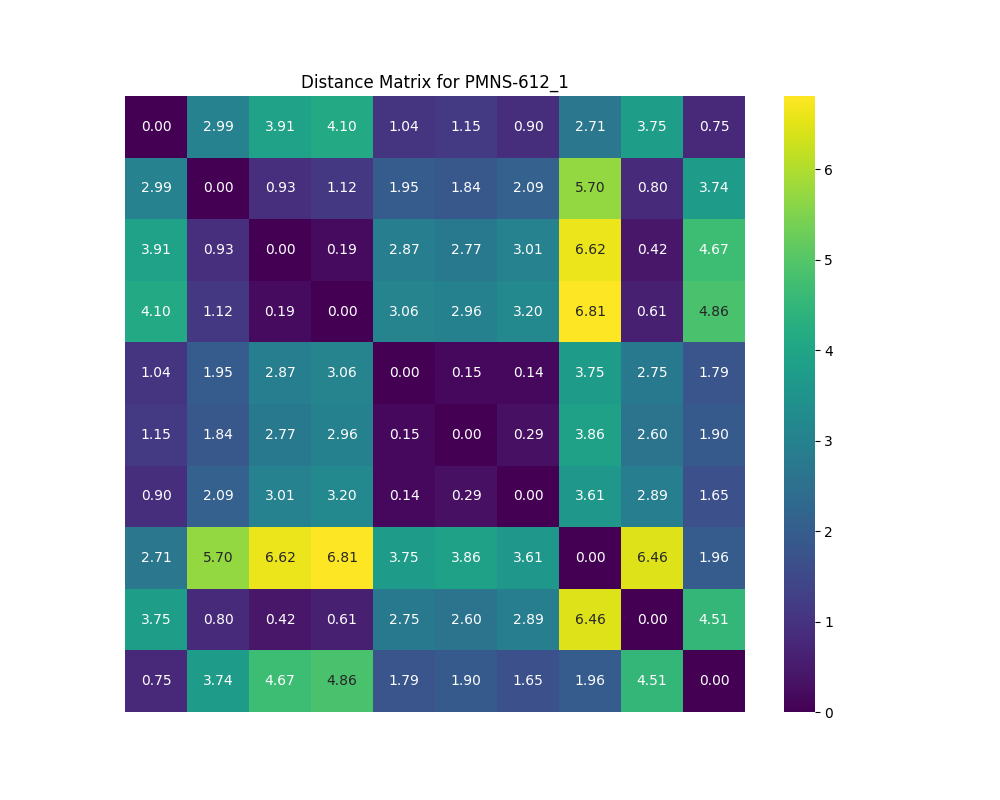 Distance Matrix for PMNS-612_1
0.00 2.99 3.91 4.10 1.04 1.15 0.90 2.71 3.75 0.75
2.99 0.00 0.93 1.12 1.95 1.84 2.09 5.70 0.80 3.74
3.91 0.93 0.00 0.19 2.87 2.77 3.01 6.62 0.42 4.67
4.10 1.12 0.19 0.00 3.06 2.96 3.20 6.81 0.61 4.86
1.04 1.95 2.87 3.06 0.00 0.15 0.14 3.75 2.75 1.79
1.15 1.84 2.77 2.96 0.15 0.00 0.29 3.86 2.60 1.90
0.90 2.09 3.01 3.20 0.14 0.29 0.00 3.61 2.89 1.65
2.71 5.70 6.62 6.81 3.75 3.86 3.61 0.00 6.46 1.96
3.75 0.80 0.42 0.61 2.75 2.60 2.89 6.46 0.00 4.51
0.75 3.74 4.67 4.86 1.79 1.90 1.65 1.96 4.51 0.00
6
5
4
3
2
1
0